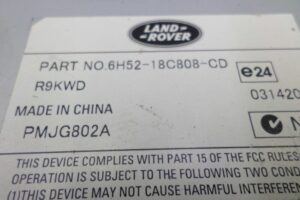 LAND-
ROVER
PART NO.6H52-18C808-CD
e24
R9KWD
031420
MADE IN CHINA
N
PMJG802A
THIS DEVICE COMPLIES WITH PART 15 OF THE FCC RULES.
OPERATION IS SUBJECT TO THE FOLLOWING TWO COND
(1)THIS DEVICE MAY NOT CAUSE HARMFUL INTERFEREN